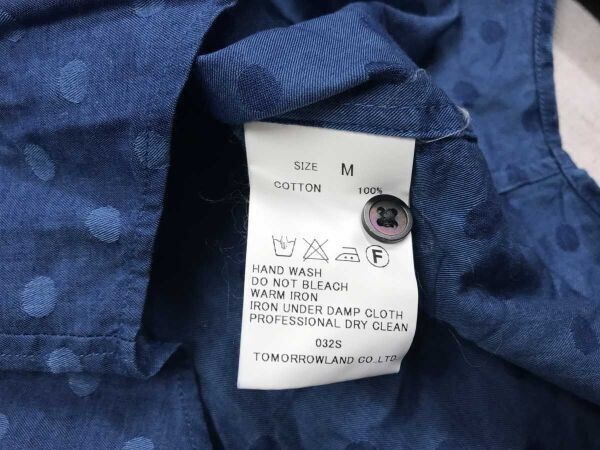 SIZE M
COTTON 100%
F
HAND WASH
DO NOT BLEACH
WARM IRON
IRON UNDER DAMP CLOTH
PROFESSIONAL DRY CLEAN
032S
TOMORROWLAND CO.,LTD.